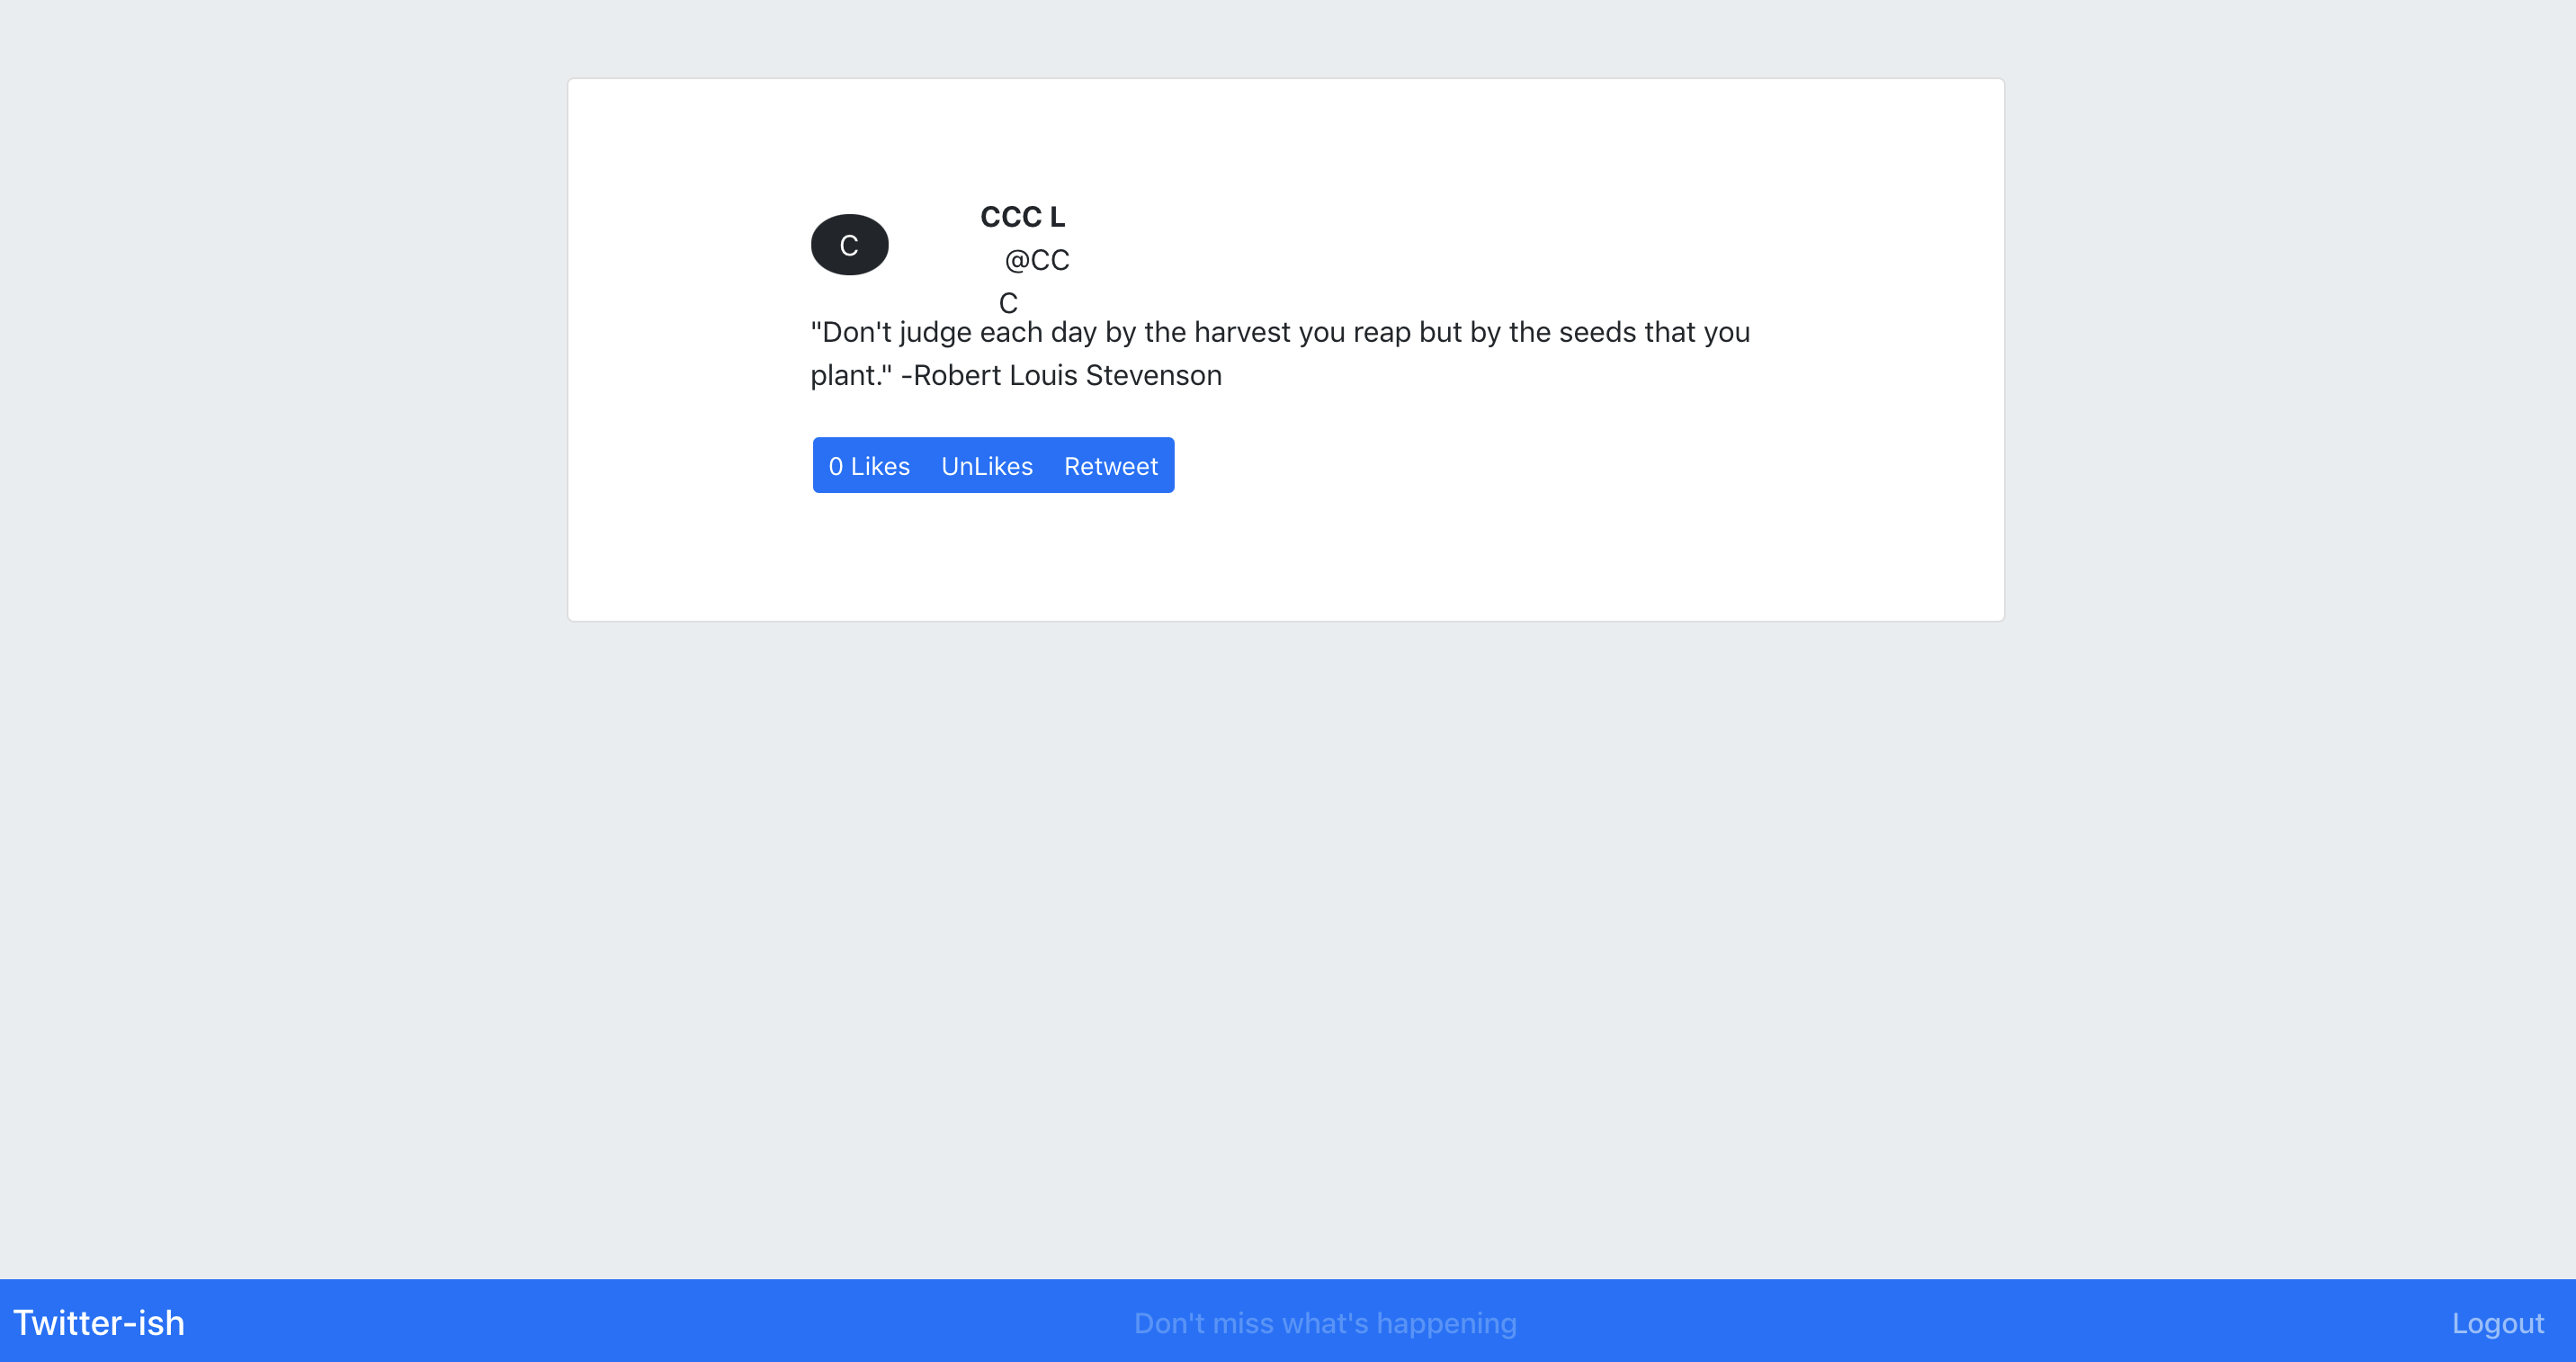 C
CCC L
@CC
C
"Don't judge each day by the harvest you reap but by the seeds that you
plant." -Robert Louis Stevenson
0 Likes UnLikes Retweet
Twitter-ish Don't miss what's happening Logout